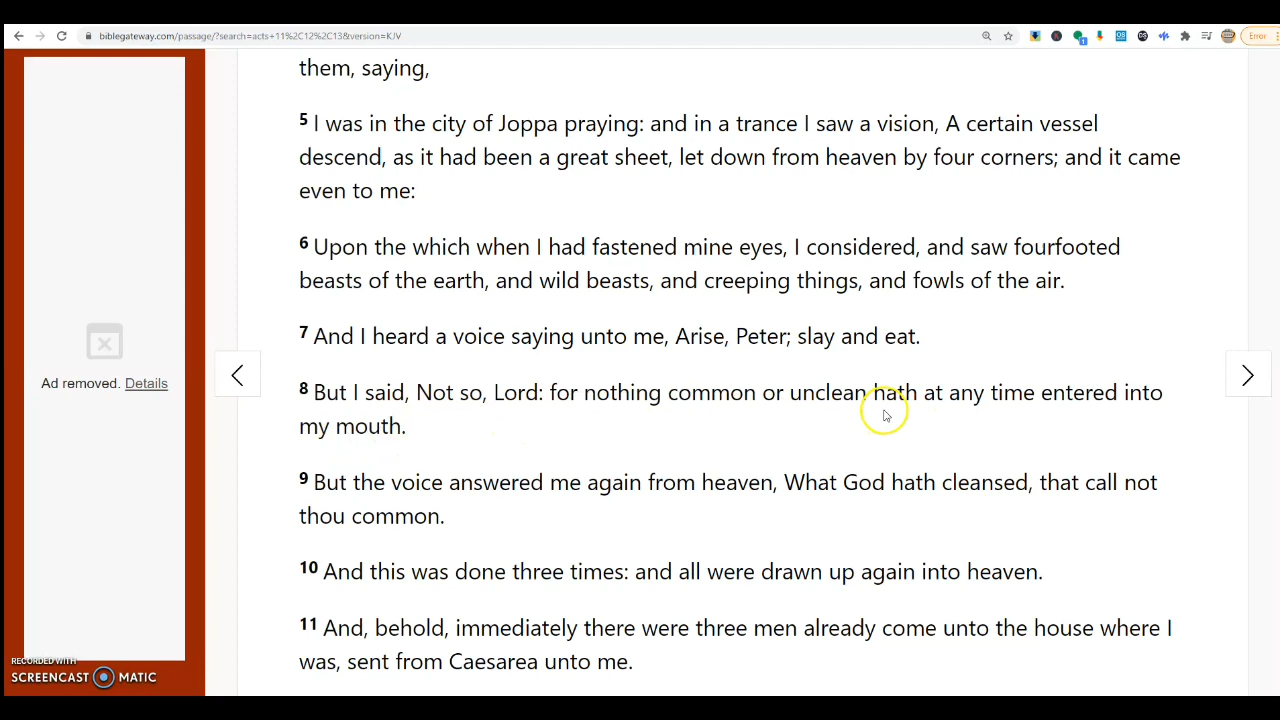 biblegateway.com/passage/?search=acts+11%2C12%2C13&version=KJV
Error
them, saying,
5 I was in the city of Joppa praying: and in a trance I saw a vision, A certain vessel
descend, as it had been a great sheet, let down from heaven by four corners; and it came
even to me:
6 Upon the which when I had fastened mine eyes, I considered, and saw fourfooted
beasts of the earth, and wild beasts, and creeping things, and fowls of the air.
7 And I heard a voice saying unto me, Arise, Peter; slay and eat.
Ad removed. Details
8 But I said, Not so, Lord: for nothing common or unclean hath at any time entered into
my mouth.
9 But the voice answered me again from heaven, What God hath cleansed, that call not
thou common.
10 And this was done three times: and all were drawn up again into heaven.
11 And, behold, immediately there were three men already come unto the house where I
was, sent from Caesarea unto me.
RECORDED WITH
SCREENCAST MATIC